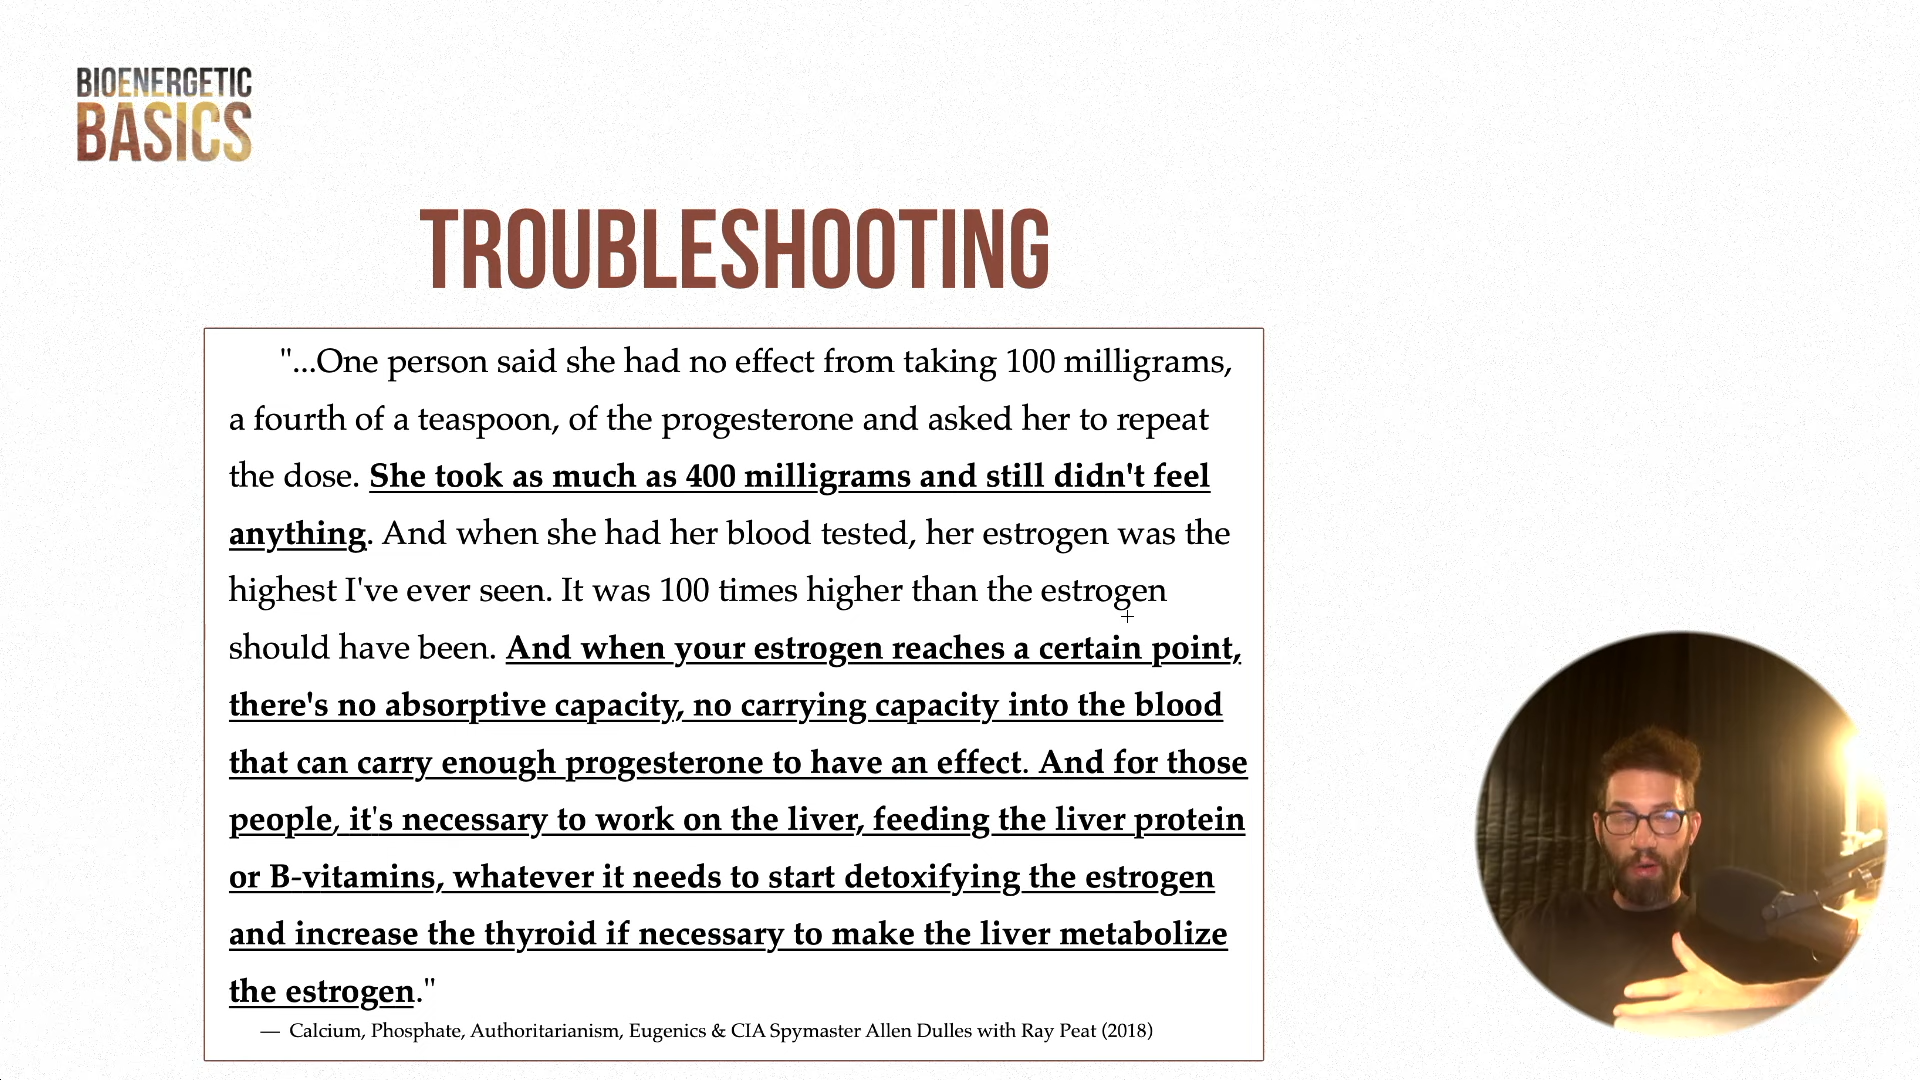 BIOENERGETIC
BASICS
TROUBLESHOOTING
"...One person said she had no effect from taking 100 milligrams,
a fourth of a teaspoon, of the progesterone and asked her to repeat
the dose. She took as much as 400 milligrams and still didn't feel
anything. And when she had her blood tested, her estrogen was the
highest I've ever seen. It was 100 times higher than the estrogen
should have been. And when your estrogen reaches a certain point,
there's no absorptive capacity, no carrying capacity into the blood
that can carry enough progesterone to have an effect. And for those
people, it's necessary to work on the liver, feeding the liver protein
or B-vitamins, whatever it needs to start detoxifying the estrogen
and increase the thyroid if necessary to make the liver metabolize
the estrogen."
— Calcium, Phosphate, Authoritarianism, Eugenics & CIA Spymaster Allen Dulles with Ray Peat (2018)